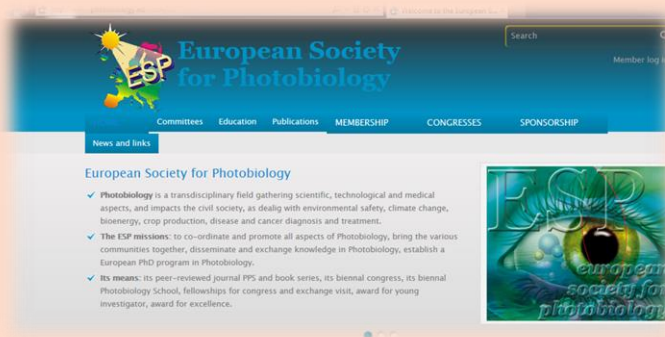 Search
European Society
for Photobiology
ESP
Member log in
Committees Education Publications MEMBERSHIP CONGRESSES SPONSORSHIP
News and links
European Society for Photobiology
Photobiology is a transdisciplinary field gathering scientific, technological and medical
aspects, and impacts the civil society, as dealig with environmental safety, climate change,
bioenergy, crop production, disease and cancer diagnosis and treatment.
The ESP missions: to co-ordinate and promote all aspects of Photobiology, bring the various
communities together, disseminate and exchange knowledge in Photobiology, establish a
European PhD program in Photobiology.
Its means: its peer-reviewed journal PPS and book series, its biennal congress, its biennal
Photobiology School, fellowships for congress and exchange visit, award for young
investigator, award for excellence.
ESP
european
society for
photobiology